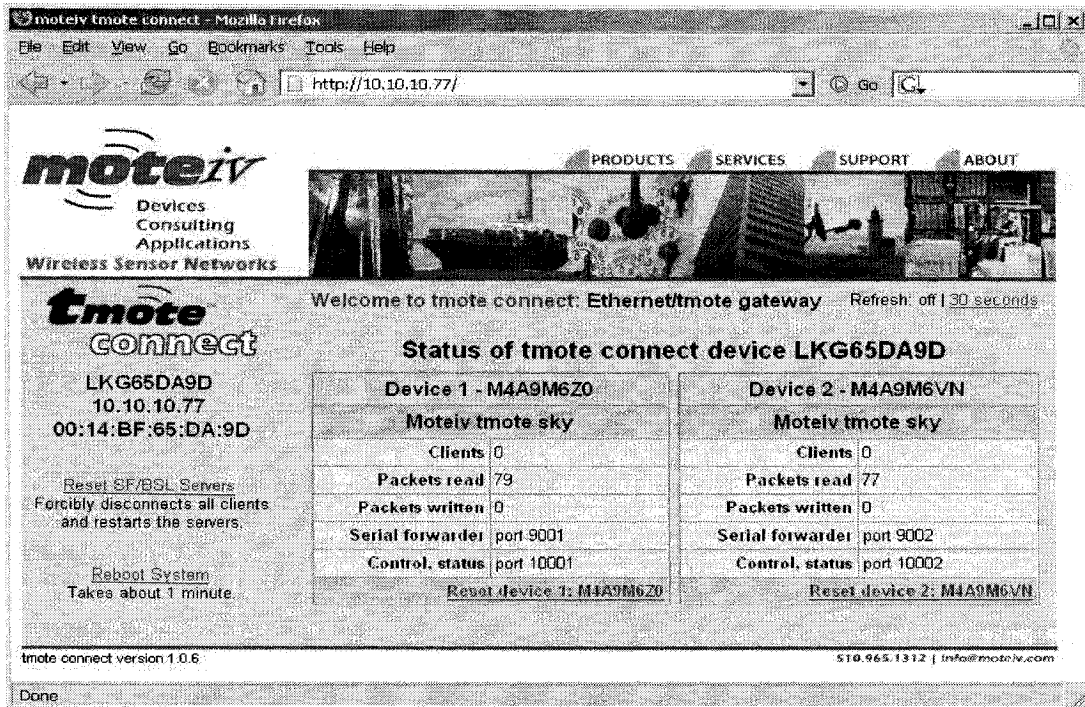 moteiv tmote connect - Mozilla Firefox
File Edit View Go Bookmarks Tools Help
http://10.10.10.77/ Go G
moteiv
Devices
Consulting
Applications
Wireless Sensor Networks
PRODUCTS SERVICES SUPPORT ABOUT
tmote
connect
LKG65DA9D
10.10.10.77
00:14:BF:65:DA:9D
Reset SF/BSL Servers
Forcibly disconnects all clients
and restarts the servers.
Reboot System
Takes about 1 minute.
Welcome to tmote connect: Ethernet/tmote gateway Refresh: off | 30 seconds
Status of tmote connect device LKG65DA9D
Device 1 - M4A9M6Z0
Moteiv tmote sky
Clients 0
Packets read 79
Packets written 0
Serial forwarder port 9001
Control, status port 10001
Reset device 1: M4A9M6Z0
Device 2 - M4A9M6VN
Moteiv tmote sky
Clients 0
Packets read 77
Packets written 0
Serial forwarder port 9002
Control, status port 10002
Reset device 2: M4A9M6VN
tmote connect version 1.0.6 510.965.1312 | info@moteiv.com
Done